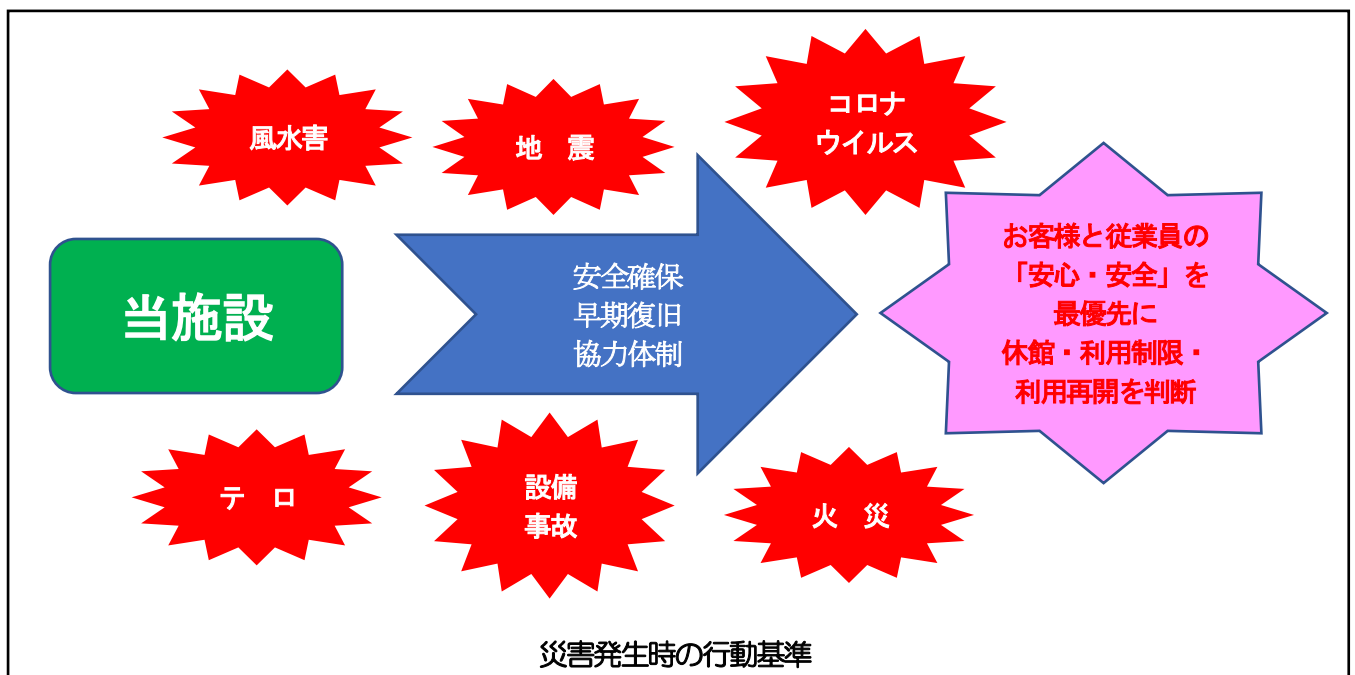 風水害
地　震
コロナ
ウイルス
当施設
安全確保
早期復旧
協力体制
お客様と従業員の
「安心・安全」を
最優先に
休館・利用制限・
利用再開を判断
テ　ロ
設備
事故
火　災
災害発生時の行動基準